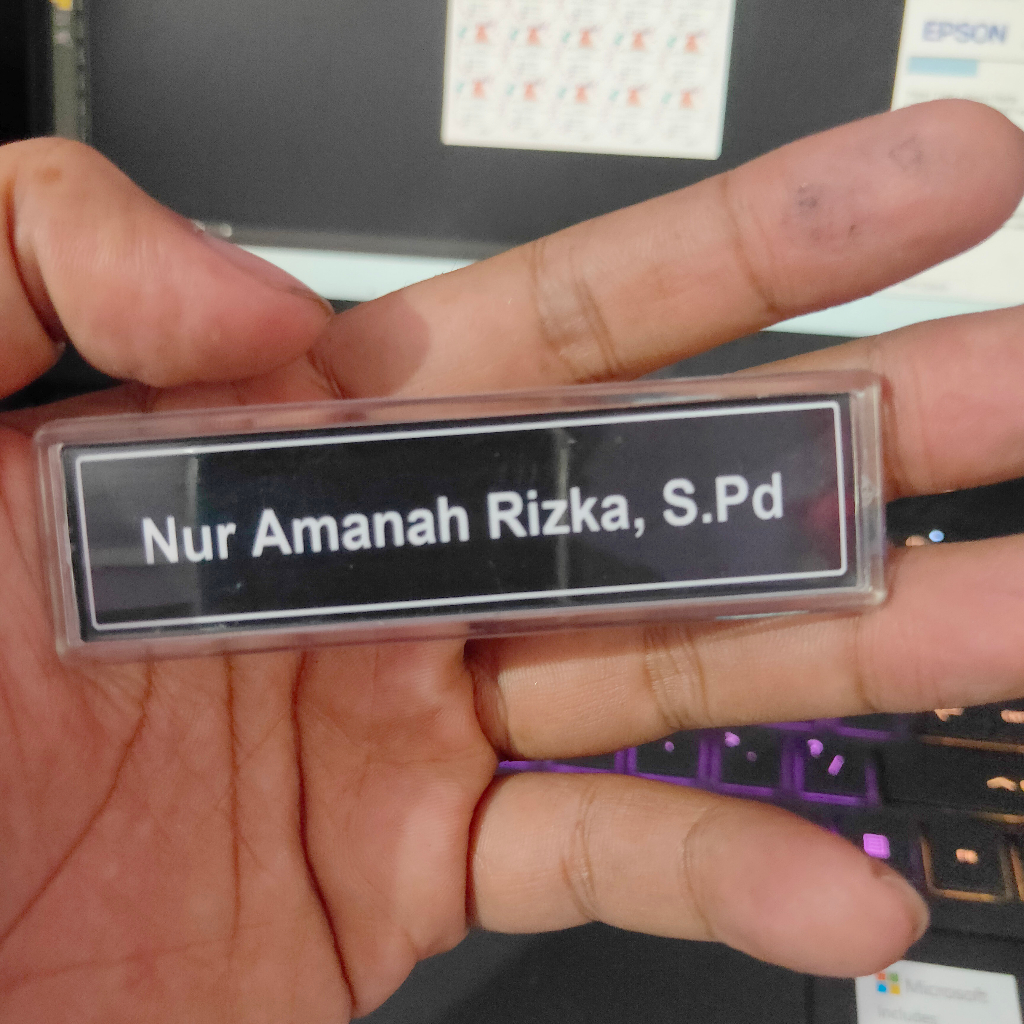 EPSON
Nur Amanah Rizka, S.Pd
Microsoft